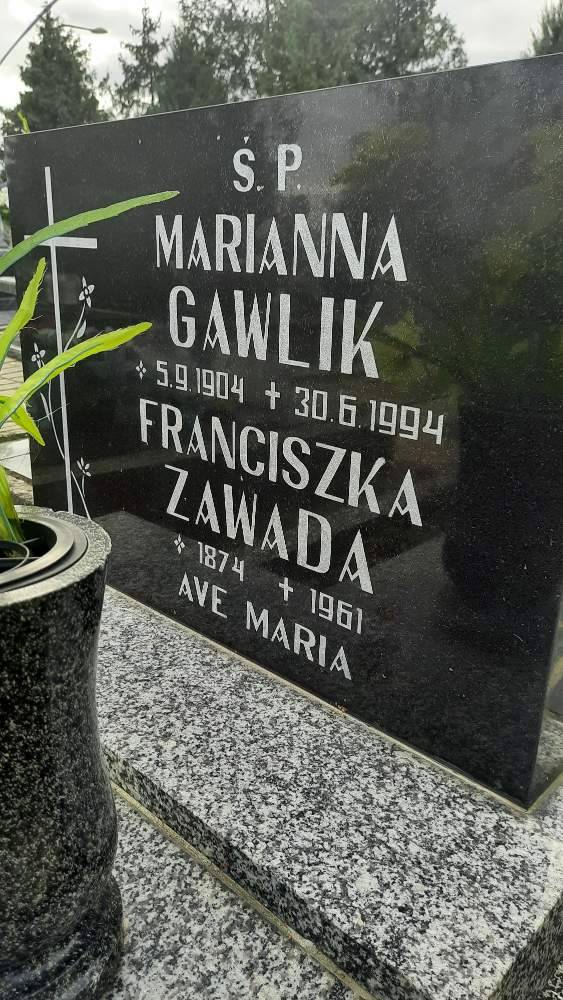 Ś. P.
MARIANNA
GAWLIK
5.9.1904 ✝ 30.6.1994
FRANCISZKA
ZAWADA
1874 ✝ 1961
AVE MARIA